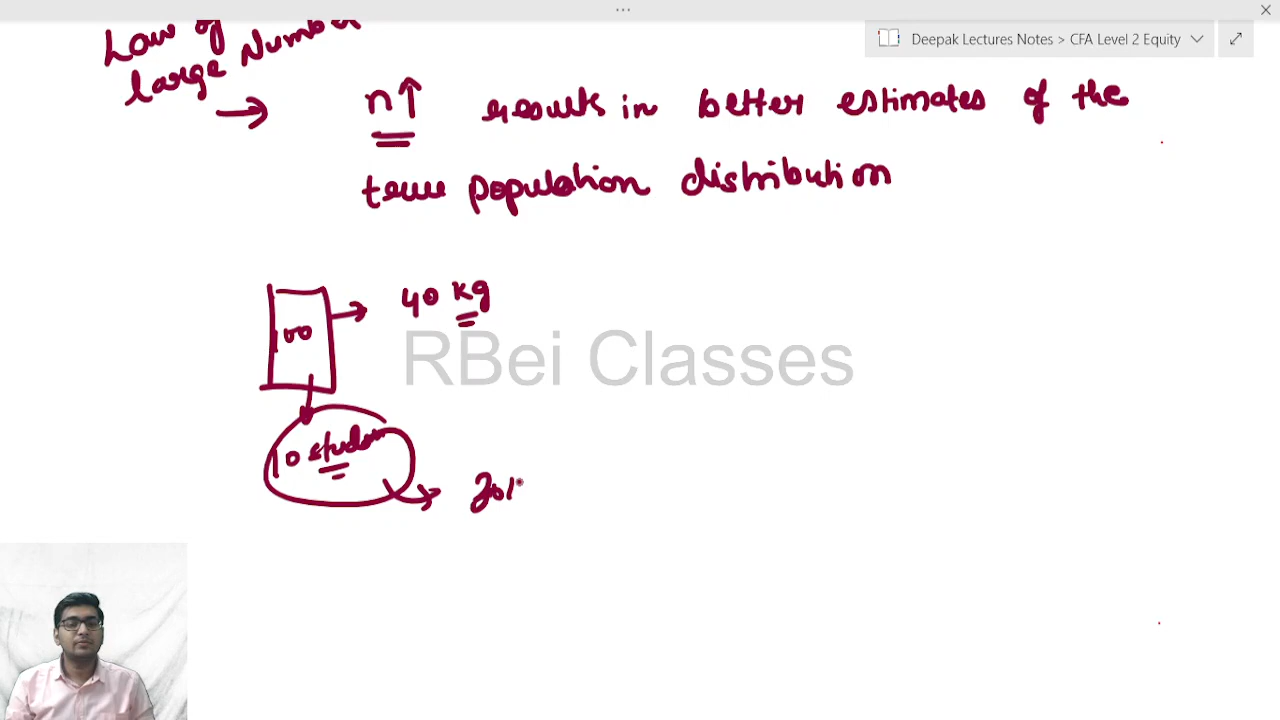 Law of
large Number
Deepak Lectures Notes > CFA Level 2 Equity
→ n↑ results in better estimates of the
true population distribution
100 → 40 kg
RBei Classes
10 studen